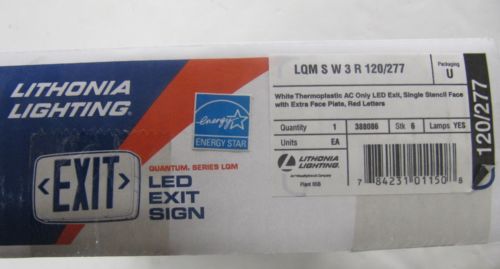 LITHONIA
LIGHTING®
EXIT
energy
ENERGY STAR
QUANTUM® SERIES LQM
LED
EXIT
SIGN
LQM S W 3 R 120/277
Packaging
U
White Thermoplastic AC Only LED Exit, Single Stencil Face
with Extra Face Plate, Red Letters
Quantity 1 388086 Stk 6 Lamps YES
Units EA
LITHONIA
LIGHTING
Plant 55B
7 84231 01150 8
120/277